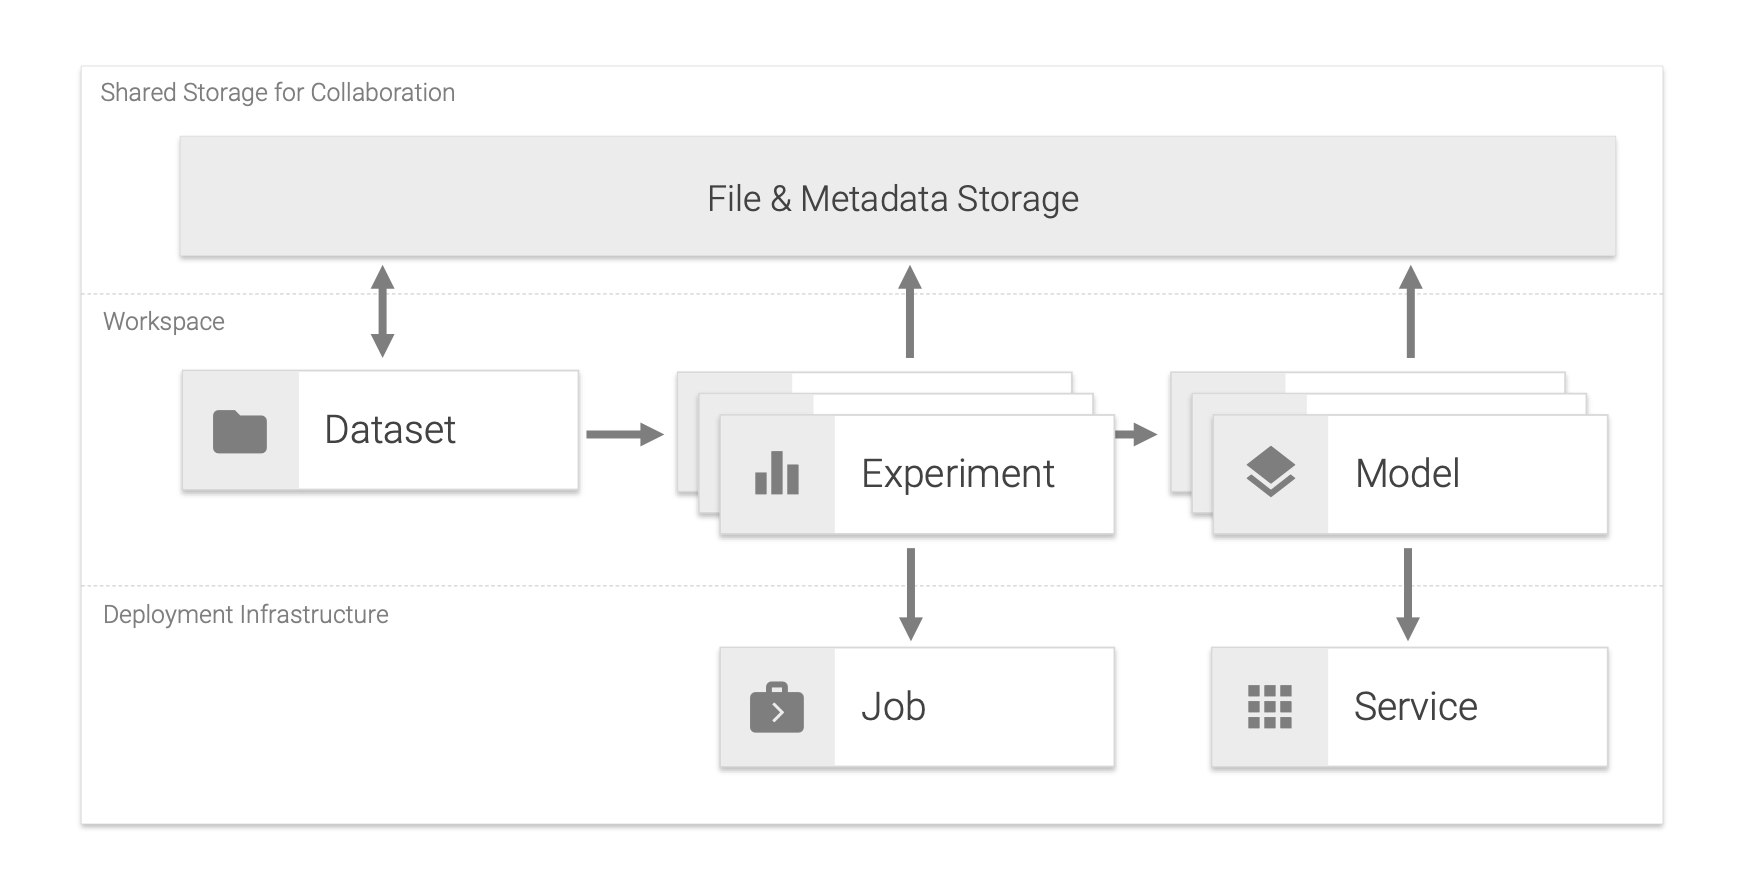 Shared Storage for Collaboration
File & Metadata Storage
Workspace
Dataset
Experiment
Model
Deployment Infrastructure
Job
Service